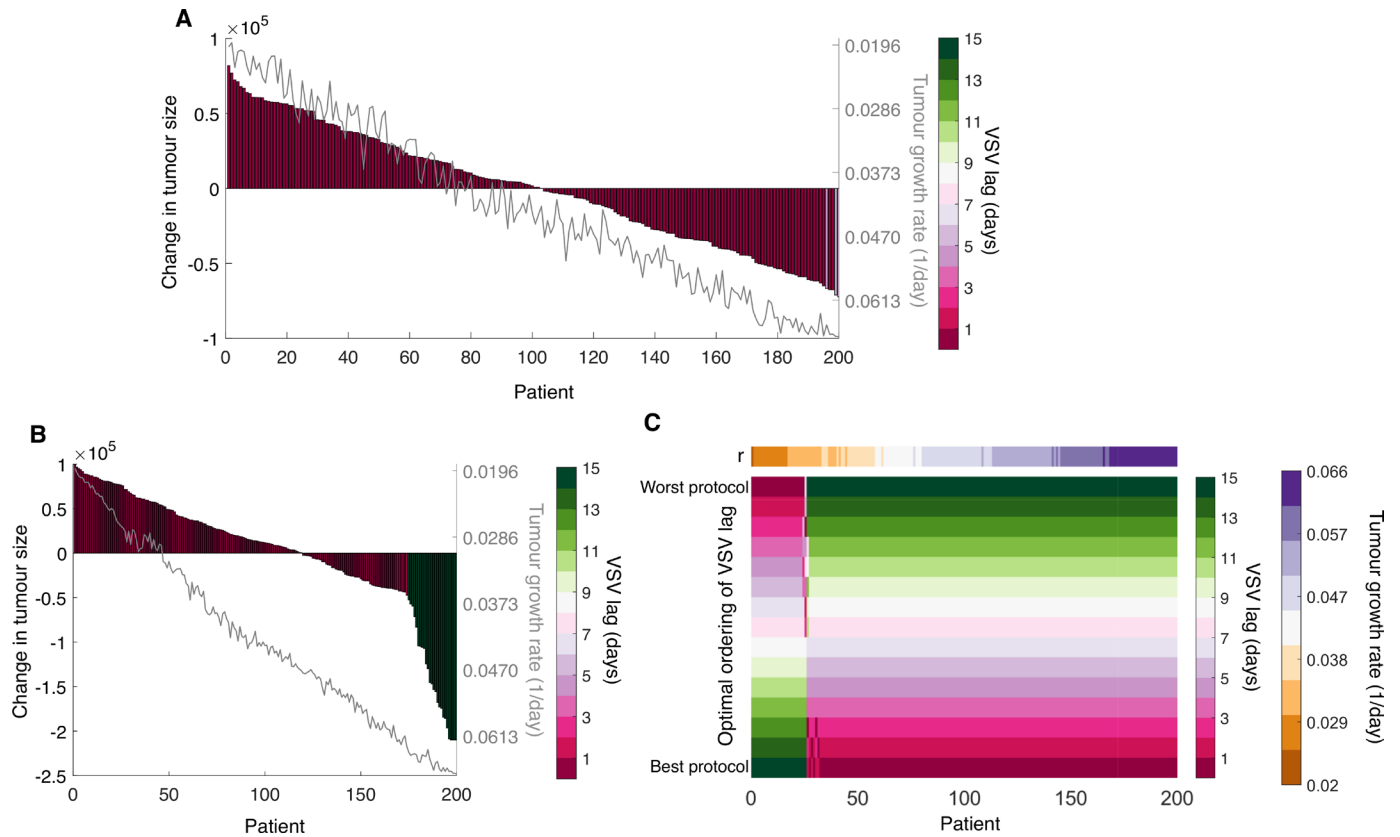 A
×10^5
1
0.5
0
-0.5
-1
Change in tumour size
0 20 40 60 80 100 120 140 160 180 200
Patient
0.0196
0.0286
0.0373
0.0470
0.0613
Tumour growth rate (1/day)
15
13
11
9
7
5
3
1
VSV lag (days)
B
×10^5
1
0.5
0
-0.5
-1
-1.5
-2
-2.5
Change in tumour size
0 50 100 150 200
Patient
0.0196
0.0286
0.0373
0.0470
0.0613
Tumour growth rate (1/day)
15
13
11
9
7
5
3
1
VSV lag (days)
C
r
Worst protocol
Optimal ordering of VSV lag
Best protocol
0 50 100 150 200
Patient
15
13
11
9
7
5
3
1
VSV lag (days)
0.066
0.057
0.047
0.038
0.029
0.02
Tumour growth rate (1/day)